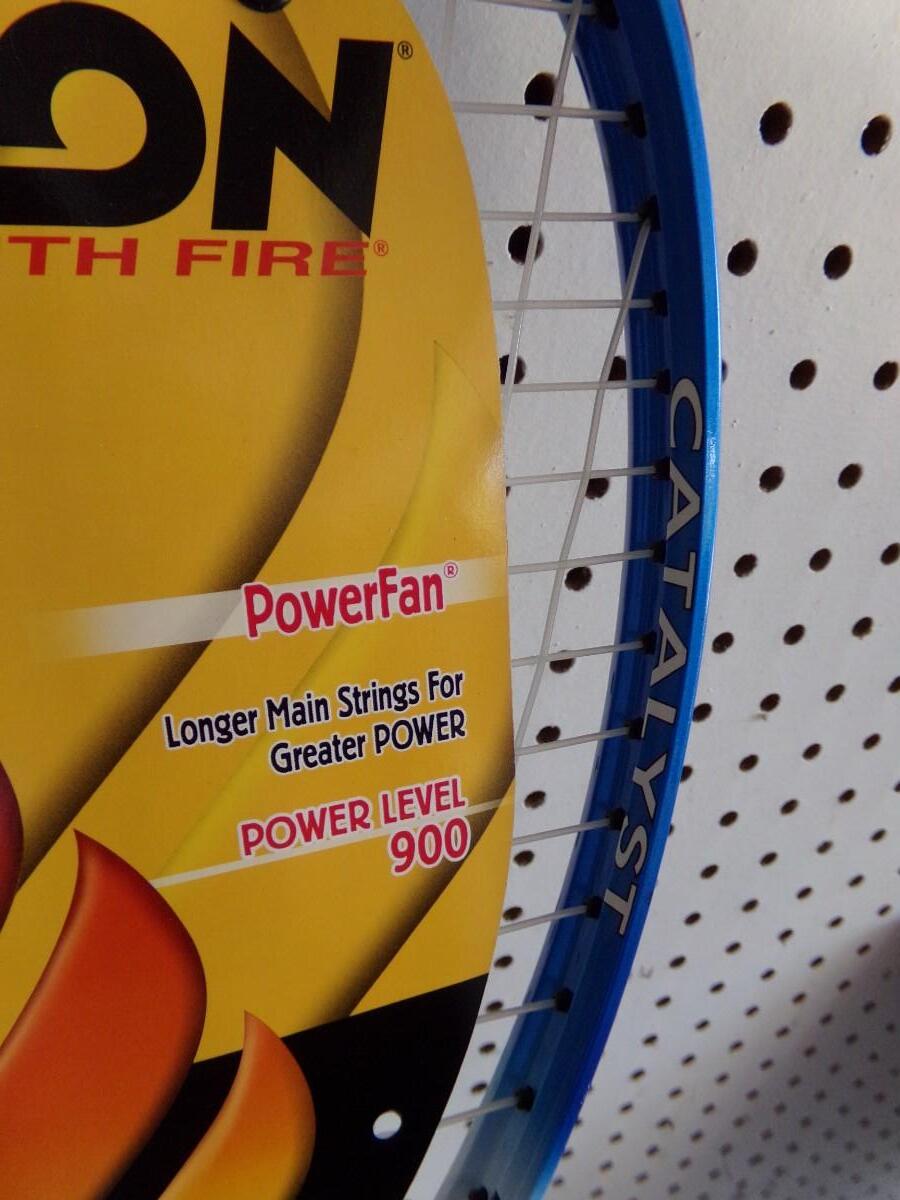 ON®
TH FIRE®
PowerFan®
Longer Main Strings For
Greater POWER
POWER LEVEL
900
CATALYST